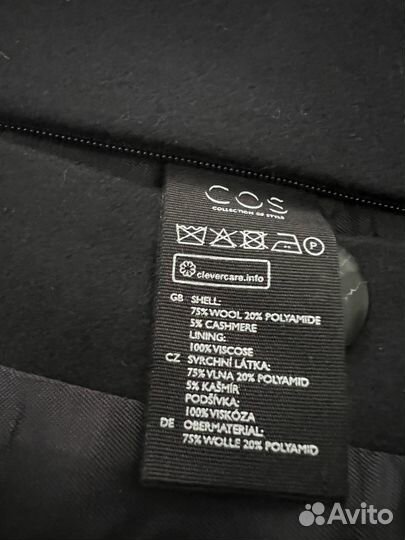 COS
COLLECTION OF STYLE
P
clevercare.info
GB SHELL:
75% WOOL 20% POLYAMIDE
5% CASHMERE
LINING:
100% VISCOSE
CZ SVRCHNÍ LÁTKA:
75% VLNA 20% POLYAMID
5% KAŠMÍR
PODŠÍVKA:
100% VISKÓZA
DE OBERMATERIAL:
75% WOLLE 20% POLYAMID
Avito